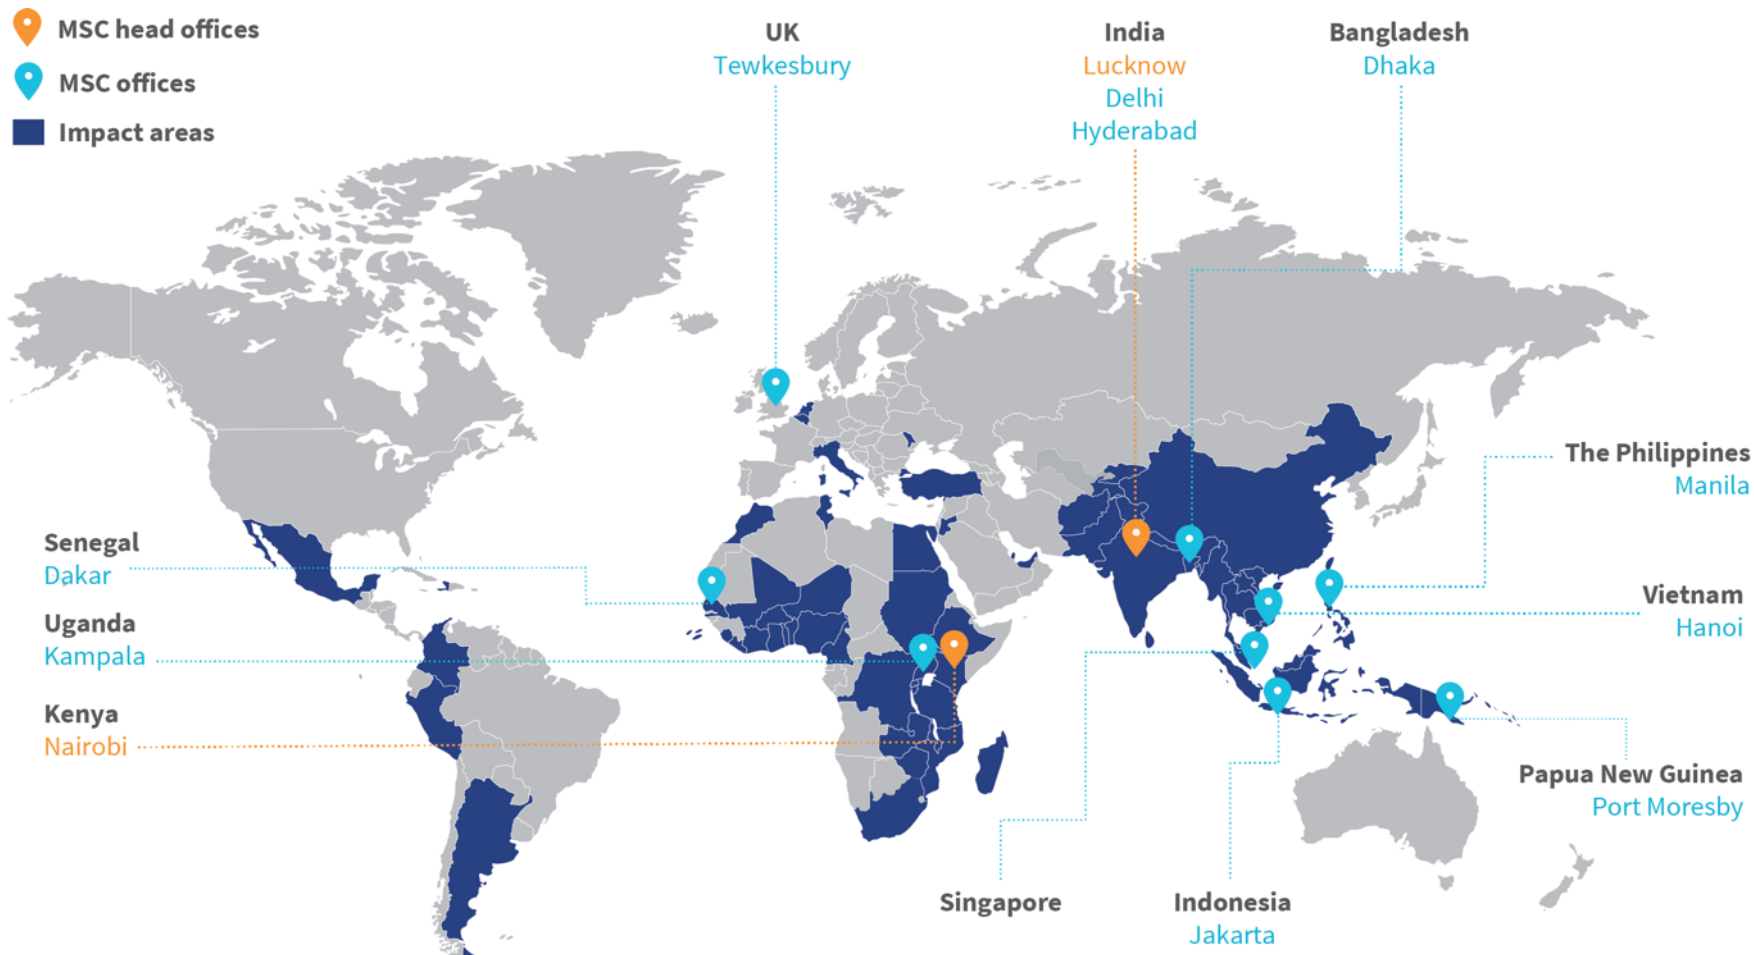 MSC head offices
MSC offices
Impact areas
UK
Tewkesbury
India
Lucknow
Delhi
Hyderabad
Bangladesh
Dhaka
The Philippines
Manila
Senegal
Dakar
Vietnam
Hanoi
Uganda
Kampala
Kenya
Nairobi
Papua New Guinea
Port Moresby
Singapore
Indonesia
Jakarta